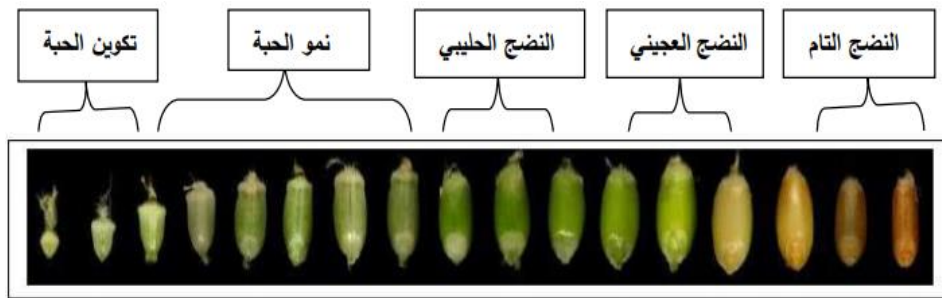 النضج التام
النضج العجيني
النضج الحليبي
نمو الحبة
تكوين الحبة